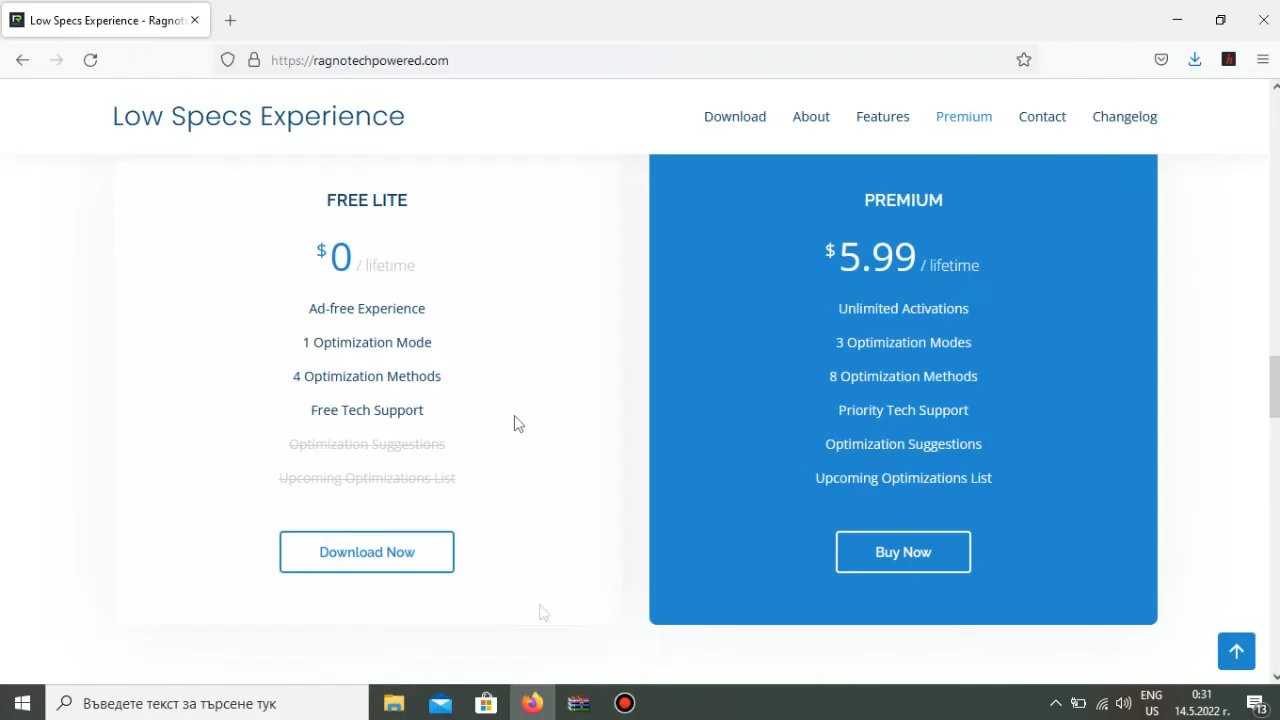 Low Specs Experience - Ragnot
https://ragnotechpowered.com
Low Specs Experience
Download
About
Features
Premium
Contact
Changelog
FREE LITE
$0 / lifetime
Ad-free Experience
1 Optimization Mode
4 Optimization Methods
Free Tech Support
Optimization Suggestions
Upcoming Optimizations List
Download Now
PREMIUM
$5.99 / lifetime
Unlimited Activations
3 Optimization Modes
8 Optimization Methods
Priority Tech Support
Optimization Suggestions
Upcoming Optimizations List
Buy Now
Въведете текст за търсене тук
ENG
US
0:31
14.5.2022 г.
13